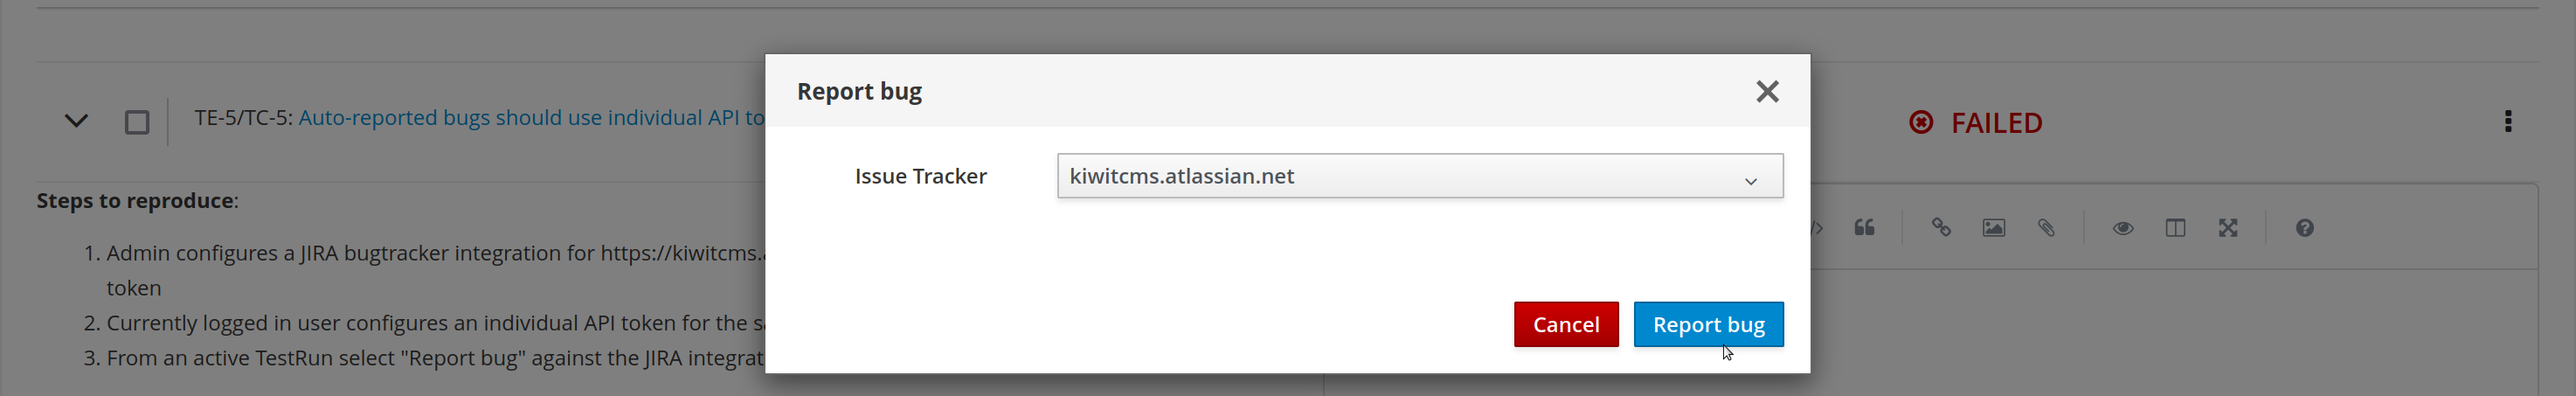 Report bug
TE-5/TC-5: Auto-reported bugs should use individual API to
FAILED
Issue Tracker
kiwitcms.atlassian.net
Steps to reproduce:
1. Admin configures a JIRA bugtracker integration for https://kiwitcms.
token
2. Currently logged in user configures an individual API token for the
Cancel
Report bug
3. From an active TestRun select "Report bug" against the JIRA integrat